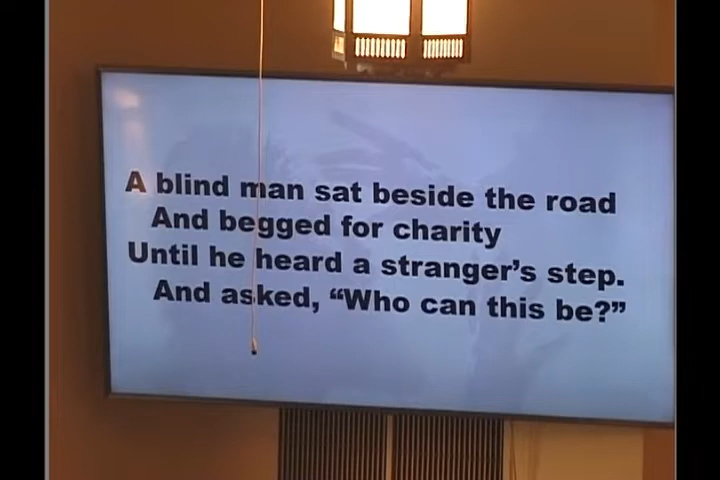 A blind man sat beside the road
And begged for charity
Until he heard a stranger’s step.
And asked, “Who can this be?”